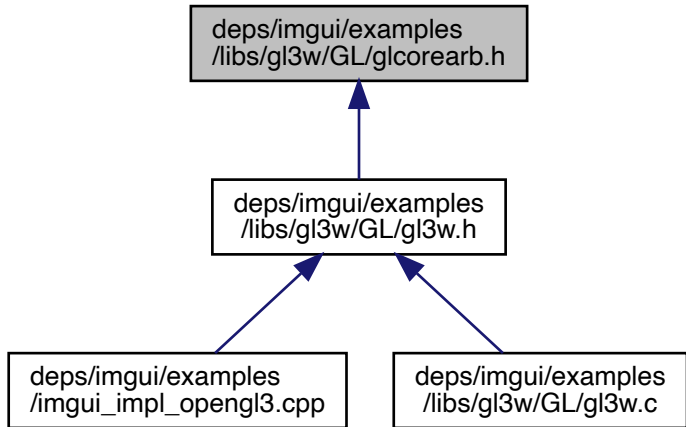 deps/imgui/examples
/libs/gl3w/GL/glcorearb.h
deps/imgui/examples
/libs/gl3w/GL/gl3w.h
deps/imgui/examples
/imgui_impl_opengl3.cpp
deps/imgui/examples
/libs/gl3w/GL/gl3w.c